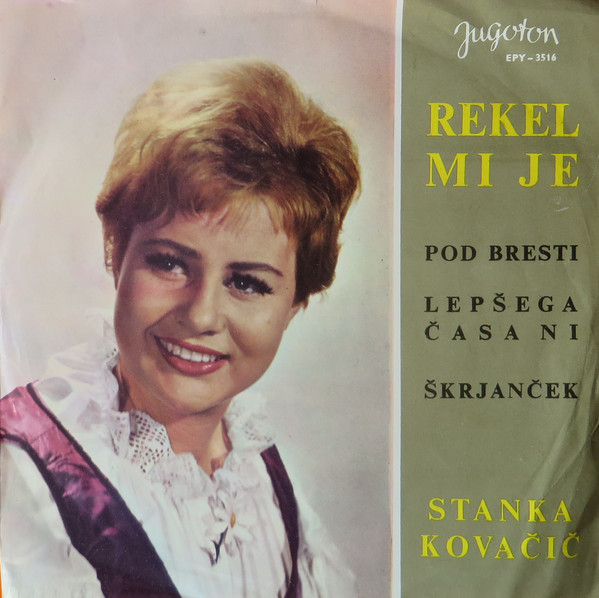 Jugoton
EPY-3516
REKEL
MI JE
POD BRESTI
LEPŠEGA
ČASA NI
ŠKRJANČEK
STANKA
KOVAČIČ